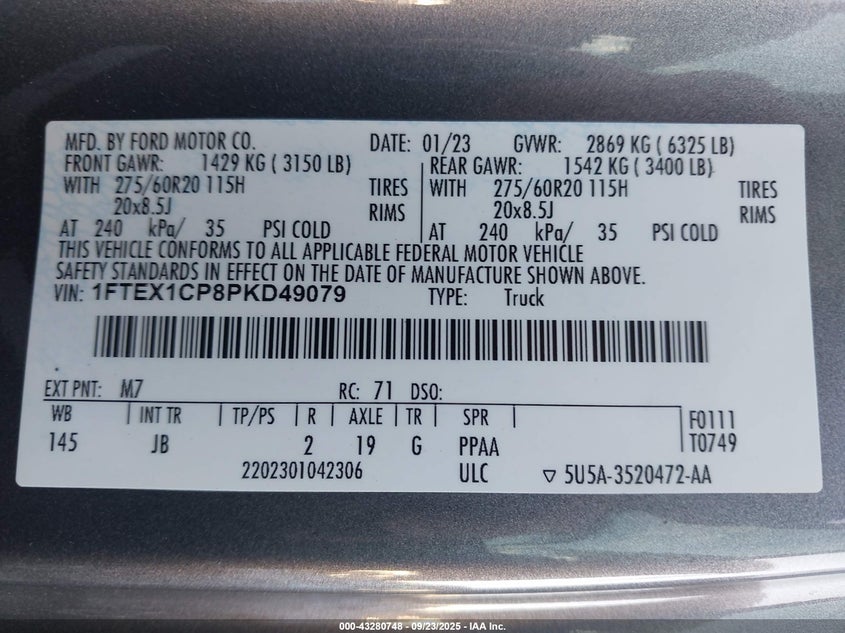 MFD. BY FORD MOTOR CO. DATE: 01/23 GVWR: 2869 KG ( 6325 LB)
FRONT GAWR: 1429 KG ( 3150 LB) REAR GAWR: 1542 KG ( 3400 LB)
WITH 275/60R20 115H TIRES WITH 275/60R20 115H TIRES
20x8.5J RIMS 20x8.5J RIMS
AT 240 kPa/ 35 PSI COLD AT 240 kPa/ 35 PSI COLD
THIS VEHICLE CONFORMS TO ALL APPLICABLE FEDERAL MOTOR VEHICLE
SAFETY STANDARDS IN EFFECT ON THE DATE OF MANUFACTURE SHOWN ABOVE.
VIN: 1FTEX1CP8PKD49079 TYPE: Truck
EXT PNT: M7 RC: 71 DSO:
WB | INT TR | TP/PS | R | AXLE | TR | SPR | F0111
145 JB 2 19 G PPAA T0749
2202301042306 ULC ▽ 5U5A-3520472-AA
000-43280748 - 09/23/2025 - IAA Inc.